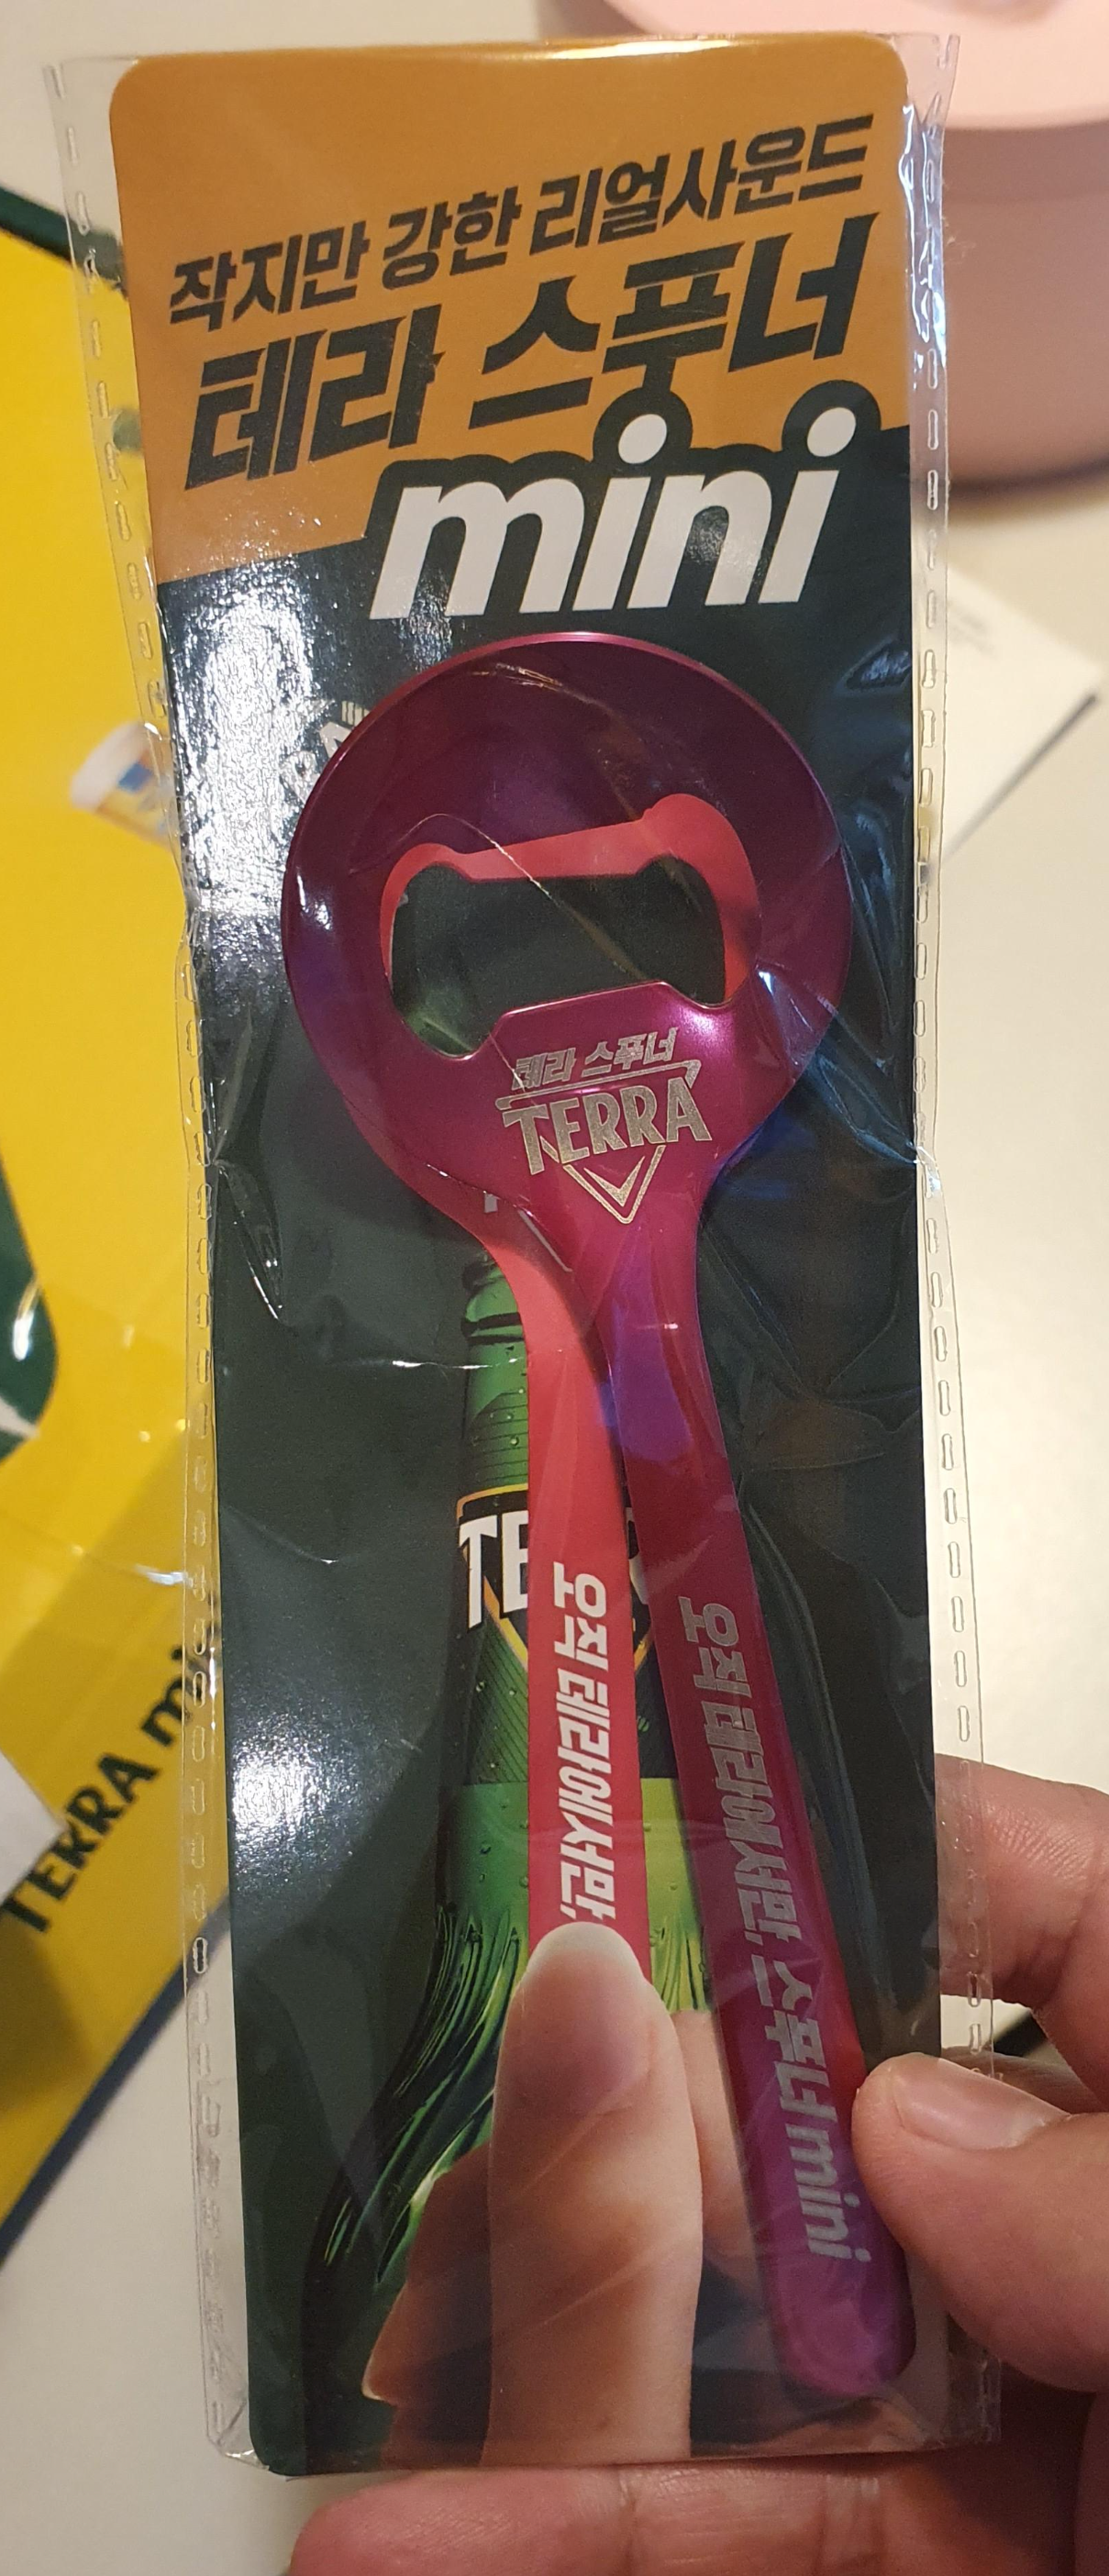 작지만 강한 리얼사운드
테라 스푸너
mini
테라 스푸너
TERRA
TE
오직 테라에서만,
오직 테라에서만, 스푸너 mini
TERRA mi